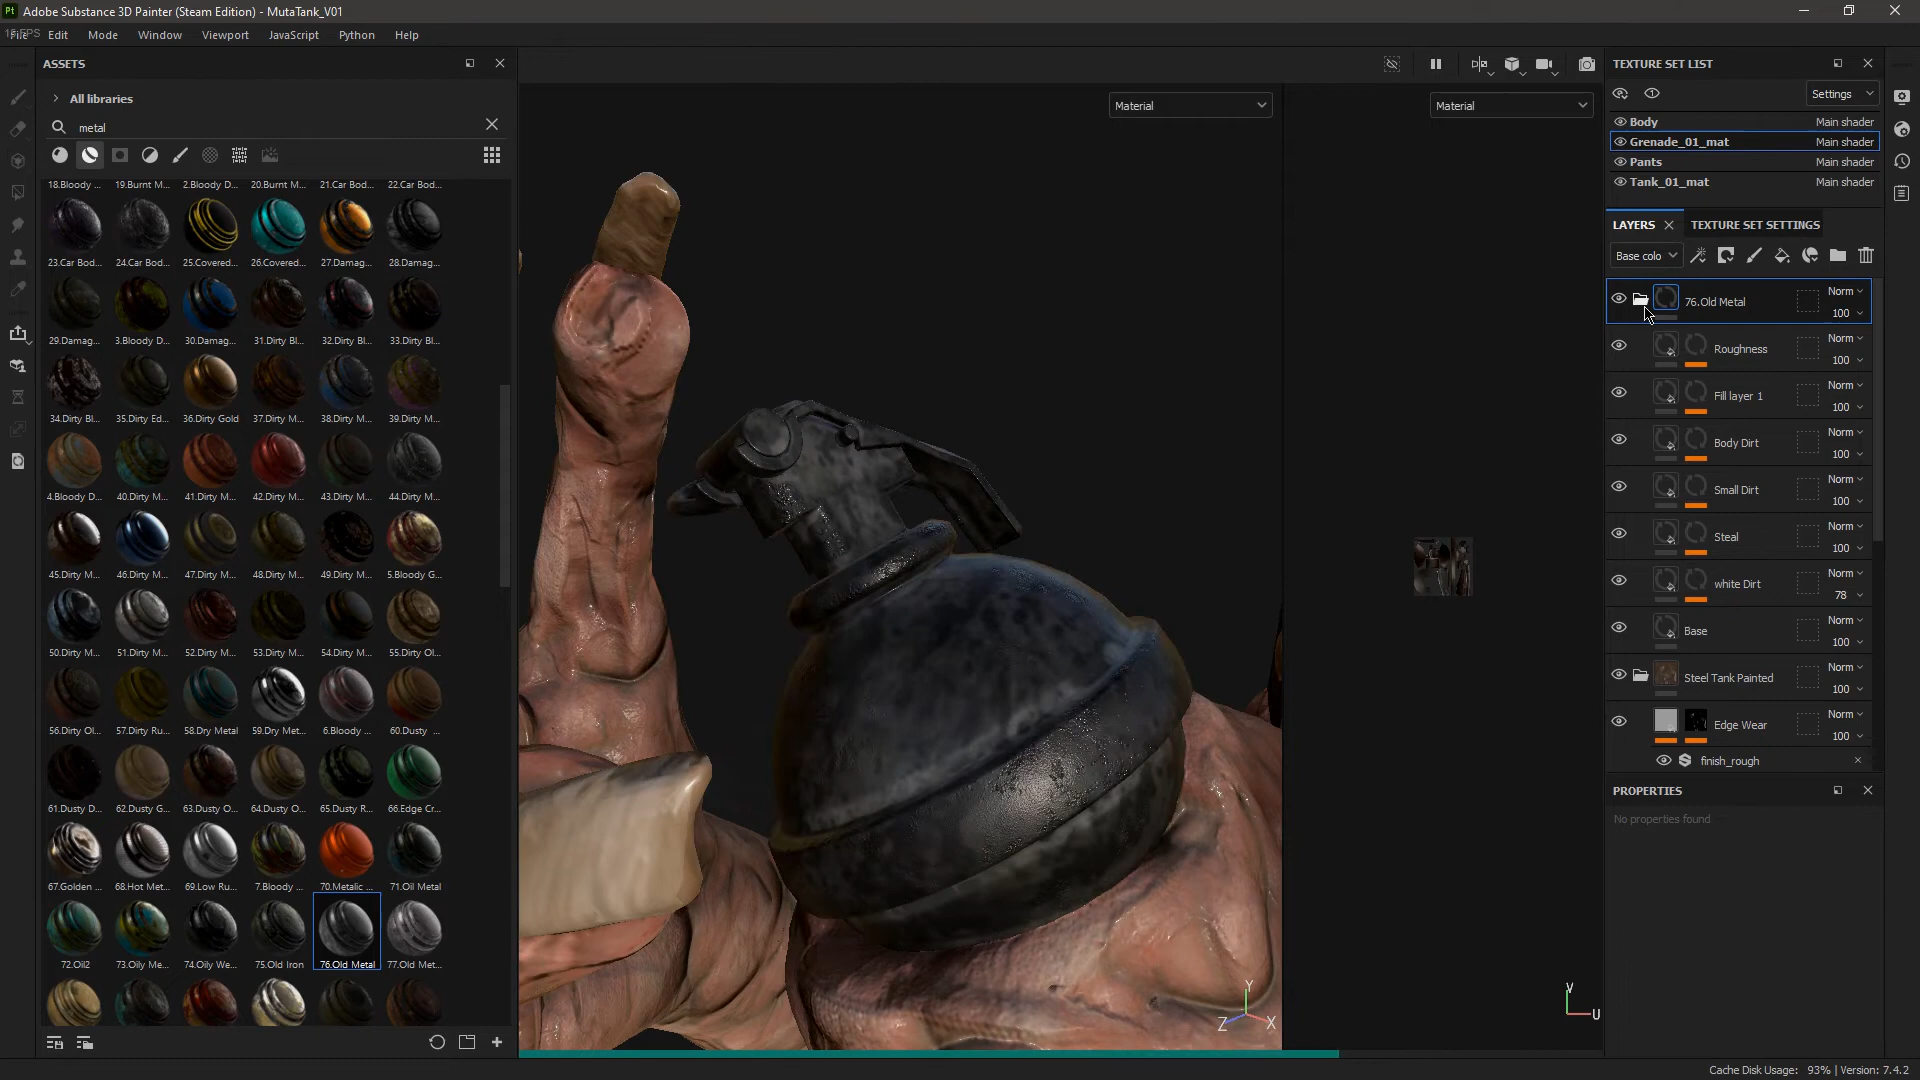 Adobe Substance 3D Painter (Steam Edition) - MutaTank_V01
Edit Mode Window Viewport JavaScript Python Help
ASSETS
All libraries
metal
18.Bloody ... 19.Burnt M... 2.Bloody D... 20.Burnt M... 21.Car Bod... 22.Car Bod...
23.Car Bod... 24.Car Bod... 25.Covered... 26.Covered... 27.Damag... 28.Damag...
29.Damag... 3.Bloody D... 30.Damag... 31.Dirty Bl... 32.Dirty Bl... 33.Dirty Bl...
34.Dirty Bl... 35.Dirty Ed... 36.Dirty Gold 37.Dirty M... 38.Dirty M... 39.Dirty M...
4.Bloody D... 40.Dirty M... 41.Dirty M... 42.Dirty M... 43.Dirty M... 44.Dirty M...
45.Dirty M... 46.Dirty M... 47.Dirty M... 48.Dirty M... 49.Dirty M... 5.Bloody G...
50.Dirty M... 51.Dirty M... 52.Dirty M... 53.Dirty M... 54.Dirty M... 55.Dirty Ol...
56.Dirty Ol... 57.Dirty Ru... 58.Dry Metal 59.Dry Met... 6.Bloody ... 60.Dusty ...
61.Dusty D... 62.Dusty G... 63.Dusty O... 64.Dusty O... 65.Dusty R... 66.Edge Cr...
67.Golden ... 68.Hot Met... 69.Low Ru... 7.Bloody ... 70.Metalic ... 71.Oil Metal
72.Oil2 73.Oily Me... 74.Oily We... 75.Old Iron 76.Old Metal 77.Old Met...
Material
Material
Y
Z X
V
U
TEXTURE SET LIST
Settings
Body Main shader
Grenade_01_mat Main shader
Pants Main shader
Tank_01_mat Main shader
LAYERS TEXTURE SET SETTINGS
Base colo
76.Old Metal Norm 100
Roughness Norm 100
Fill layer 1 Norm 100
Body Dirt Norm 100
Small Dirt Norm 100
Steal Norm 100
white Dirt Norm 78
Base Norm 100
Steel Tank Painted Norm 100
Edge Wear Norm 100
finish_rough
PROPERTIES
No properties found
Cache Disk Usage: 93% | Version: 7.4.2